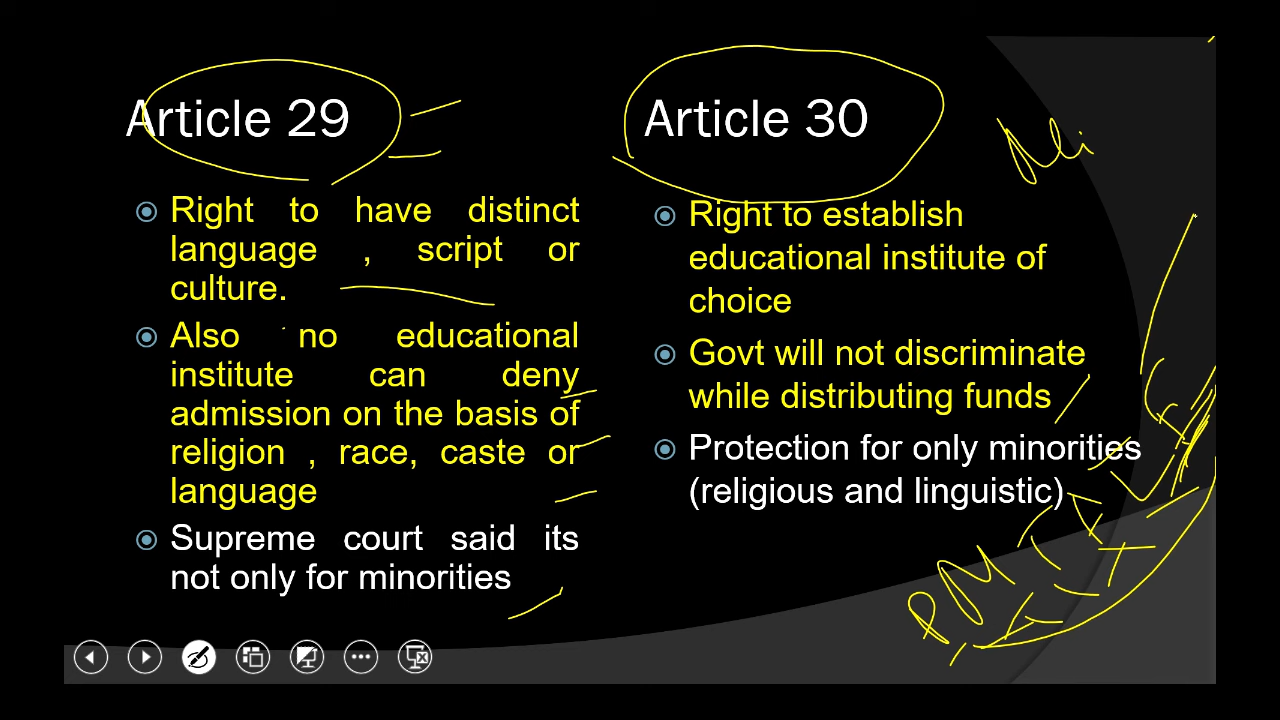 Article 29
Right to have distinct
language , script or
culture.
Also no educational
institute can deny
admission on the basis of
religion , race, caste or
language
Supreme court said its
not only for minorities
Article 30
Right to establish
educational institute of
choice
Govt will not discriminate
while distributing funds
Protection for only minorities
(religious and linguistic)